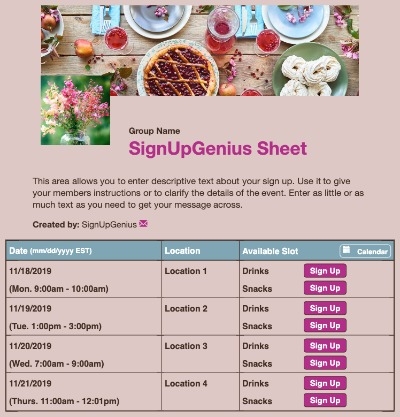 Group Name
SignUpGenius Sheet
This area allows you to enter descriptive text about your sign up. Use it to give
your members instructions or to clarify the details of the event. Enter as little or as
much text as you need to get your message across.
Created by: SignUpGenius
Date (mm/dd/yyyy EST) Location Available Slot Calender
11/18/2019 Location 1 Drinks Sign Up
(Mon. 9:00am - 10:00am) Snacks Sign Up
11/19/2019 Location 2 Drinks Sign Up
(Tue. 1:00pm - 3:00pm) Snacks Sign Up
11/20/2019 Location 3 Drinks Sign Up
(Wed. 7:00am - 9:00am) Snacks Sign Up
11/21/2019 Location 4 Drinks Sign Up
(Thurs. 11:00am - 12:01pm) Snacks Sign Up